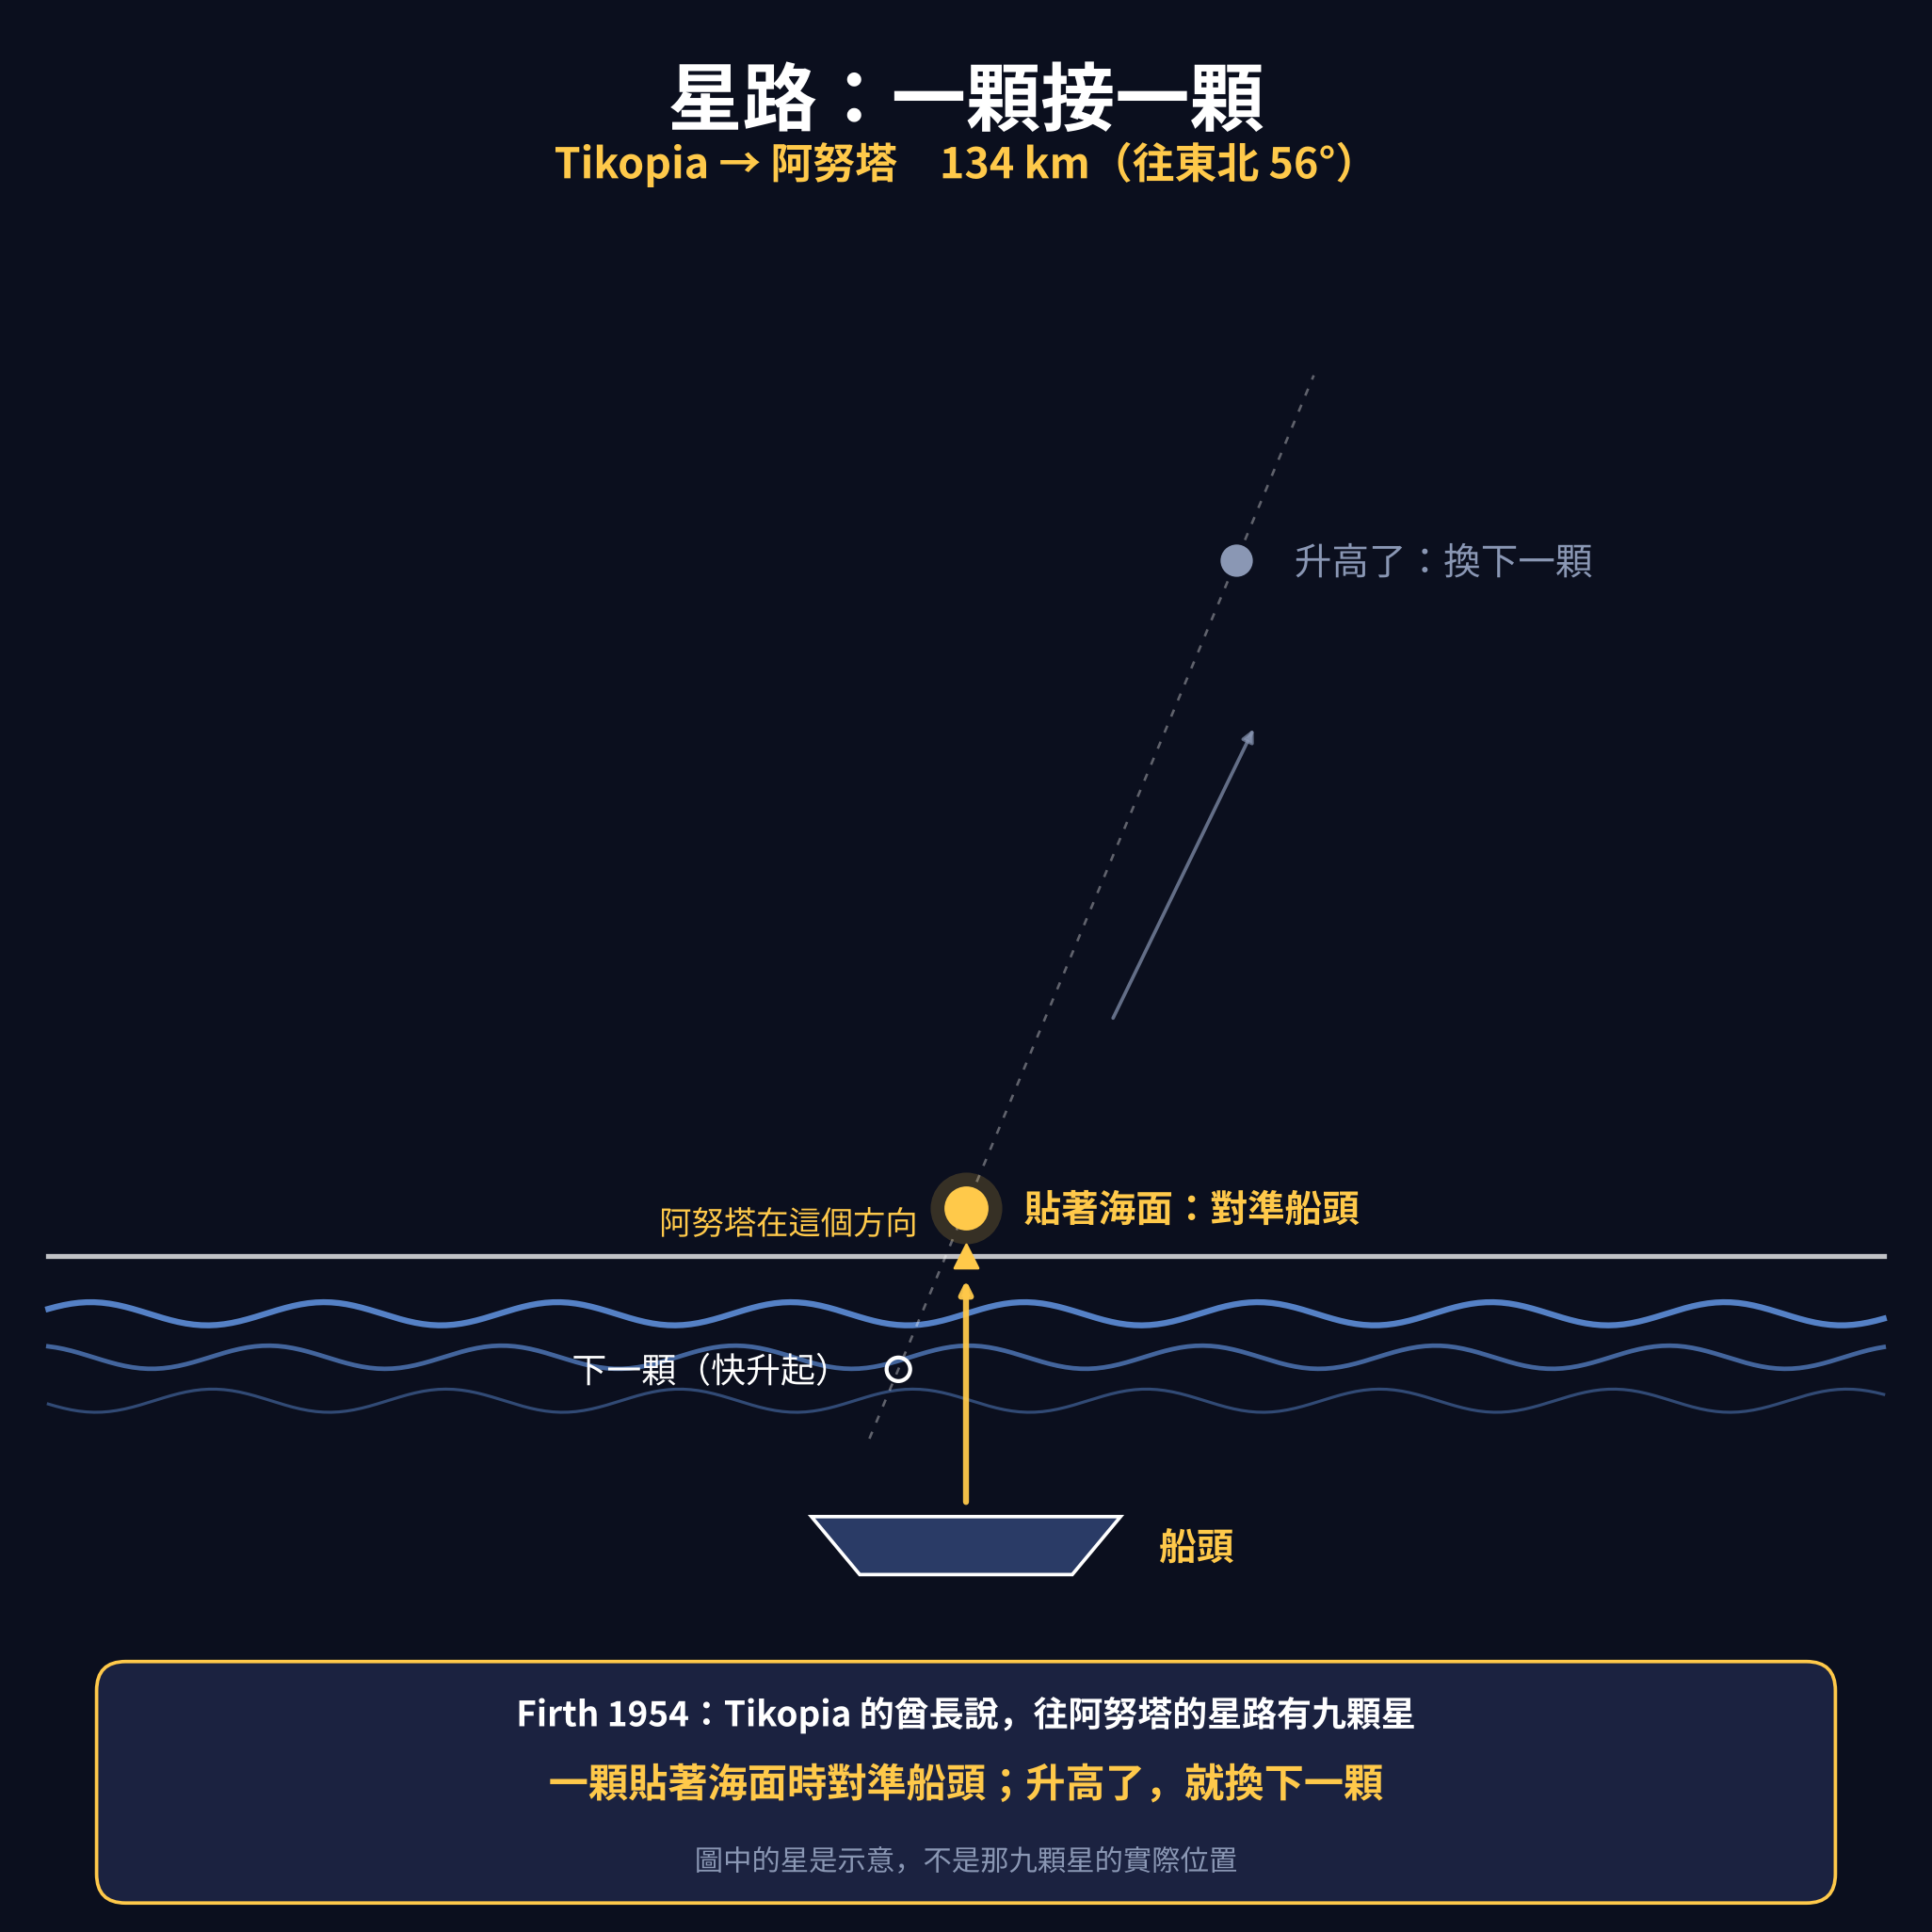 星路：一顆接一顆
Tikopia → 阿努塔　134 km（往東北 56°）
升高了：換下一顆
貼著海面：對準船頭
阿努塔在這個方向
下一顆（快升起）
船頭
Firth 1954：Tikopia 的酋長說，往阿努塔的星路有九顆星
一顆貼著海面時對準船頭；升高了，就換下一顆
圖中的星是示意，不是那九顆星的實際位置